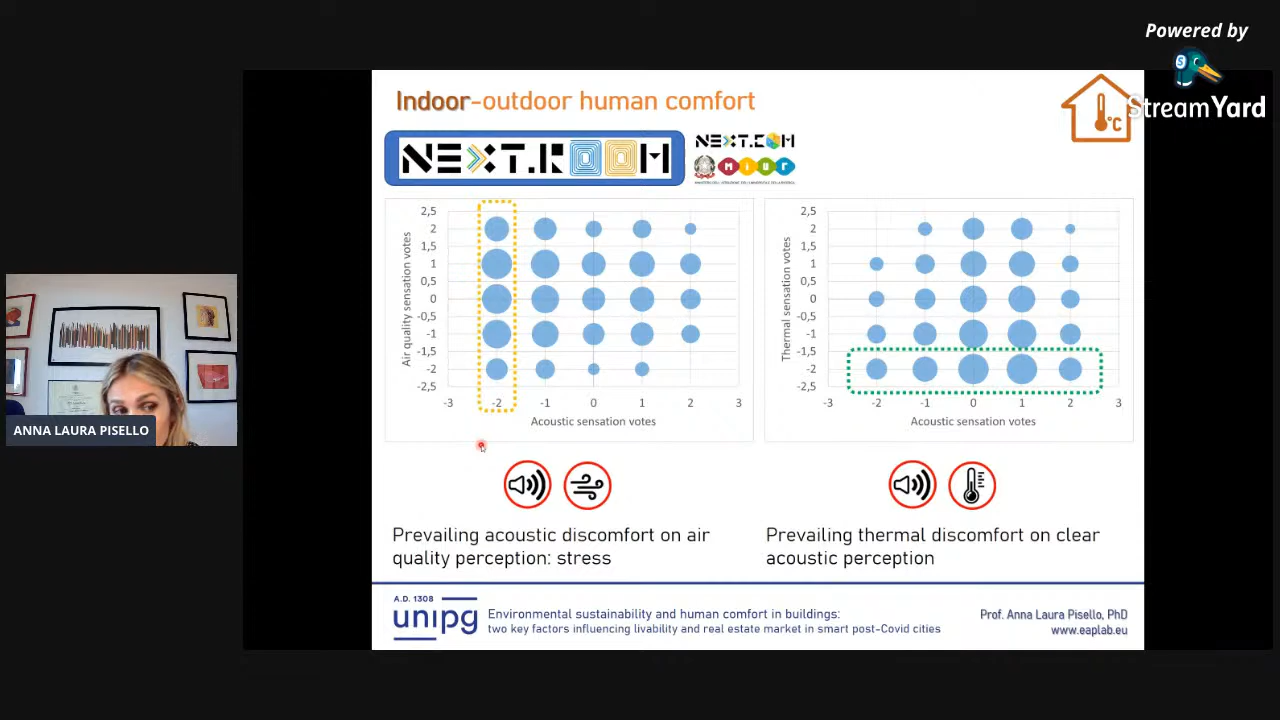 Powered by
StreamYard
Indoor-outdoor human comfort
°C
NEXT.ROOM
NEXT.COM
miur
Air quality sensation votes
2,5
2
1,5
1
0,5
0
-0,5
-1
-1,5
-2
-2,5
-3 -2 -1 0 1 2 3
Acoustic sensation votes
Thermal sensation votes
2,5
2
1,5
1
0,5
0
-0,5
-1
-1,5
-2
-2,5
-3 -2 -1 0 1 2 3
Acoustic sensation votes
ANNA LAURA PISELLO
Prevailing acoustic discomfort on air
quality perception: stress
Prevailing thermal discomfort on clear
acoustic perception
A.D. 1308
unipg
Environmental sustainability and human comfort in buildings:
two key factors influencing livability and real estate market in smart post-Covid cities
Prof. Anna Laura Pisello, PhD
www.eaplab.eu